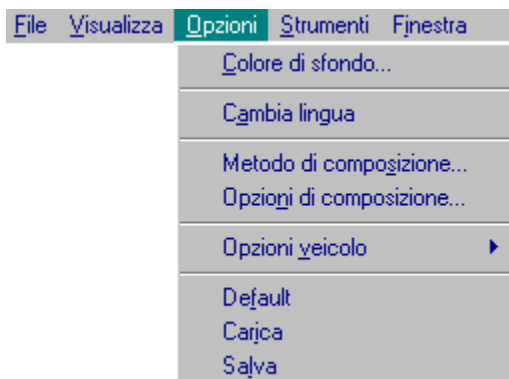 File Visualizza Opzioni Strumenti Finestra
Colore di sfondo...
Cambia lingua
Metodo di composizione...
Opzioni di composizione...
Opzioni veicolo
Default
Carica
Salva